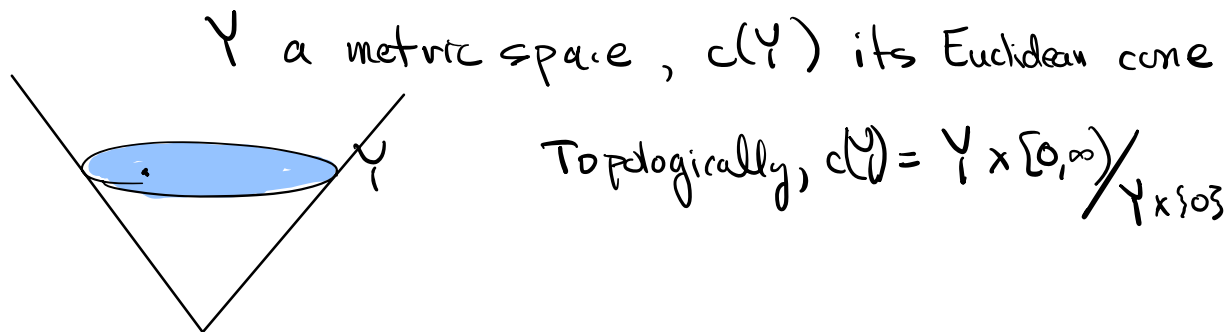 Y a metric space, c(Y) its Euclidean cone
Topologically, c(Y) = Y × [0,∞)/Y×{0}
Y